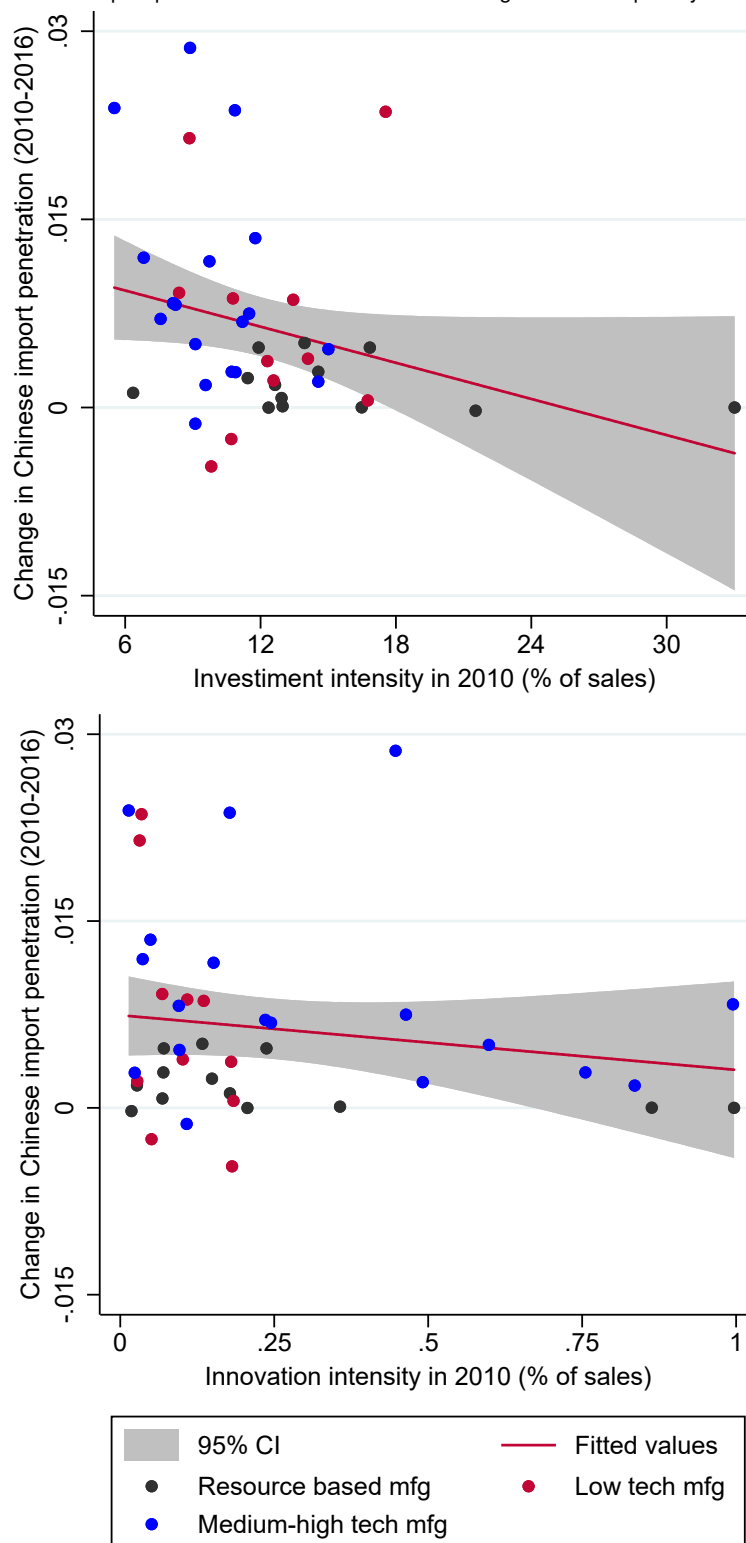 Change in Chinese import penetration (2010-2016)
.03
.015
0
-.015
6 12 18 24 30
Investiment intensity in 2010 (% of sales)
Change in Chinese import penetration (2010-2016)
.03
.015
0
-.015
0 .25 .5 .75 1
Innovation intensity in 2010 (% of sales)
95% CI Fitted values
Resource based mfg Low tech mfg
Medium-high tech mfg